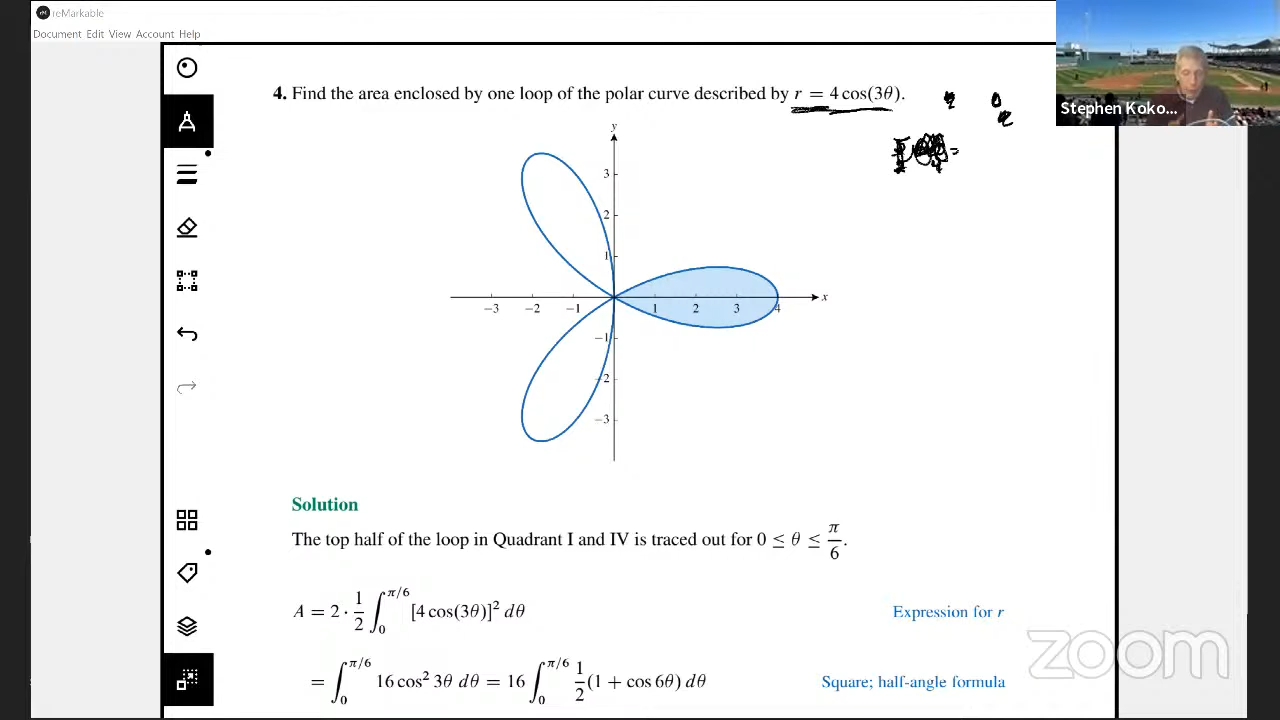 reMarkable
Document Edit View Account Help
Stephen Koko...
4. Find the area enclosed by one loop of the polar curve described by r = 4 cos(3θ).
y
3
2
1
−3 −2 −1 1 2 3 4 x
−1
−2
−3
Solution
The top half of the loop in Quadrant I and IV is traced out for 0 ≤ θ ≤ π/6.
A = 2 · 1/2 ∫_0^{π/6} [4 cos(3θ)]² dθ Expression for r
= ∫_0^{π/6} 16 cos² 3θ dθ = 16 ∫_0^{π/6} 1/2 (1 + cos 6θ) dθ Square; half-angle formula
zoom